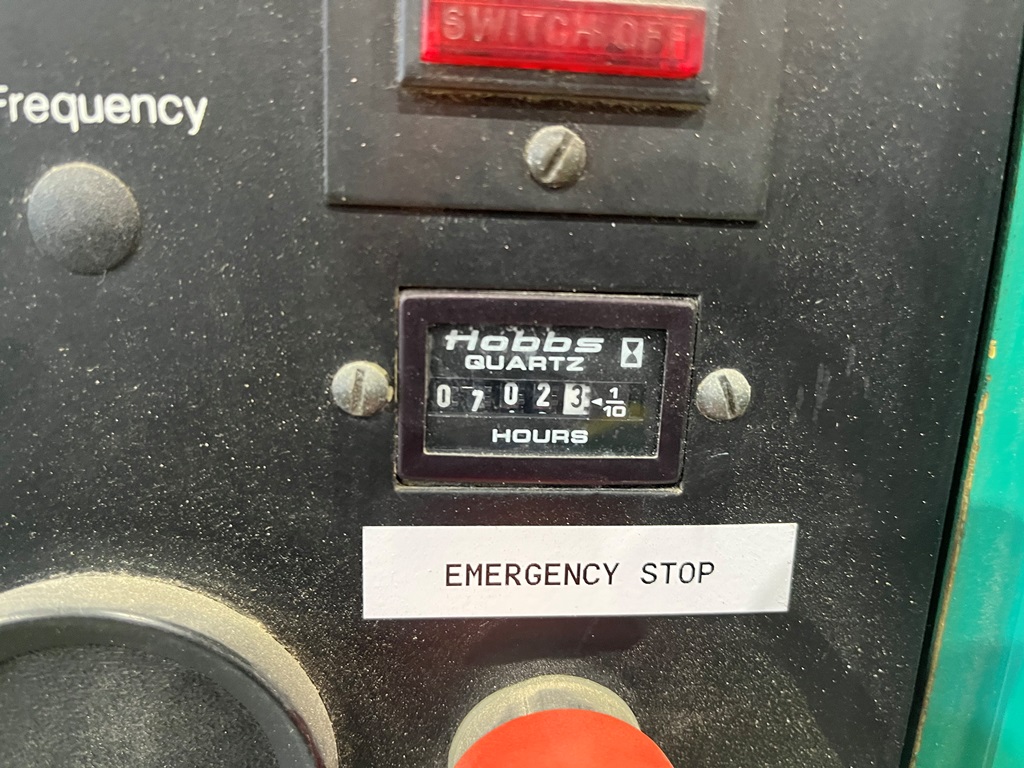 SWITCH OFF
Frequency
Hobbs
QUARTZ
07023 ◄ 1/10
HOURS
EMERGENCY STOP